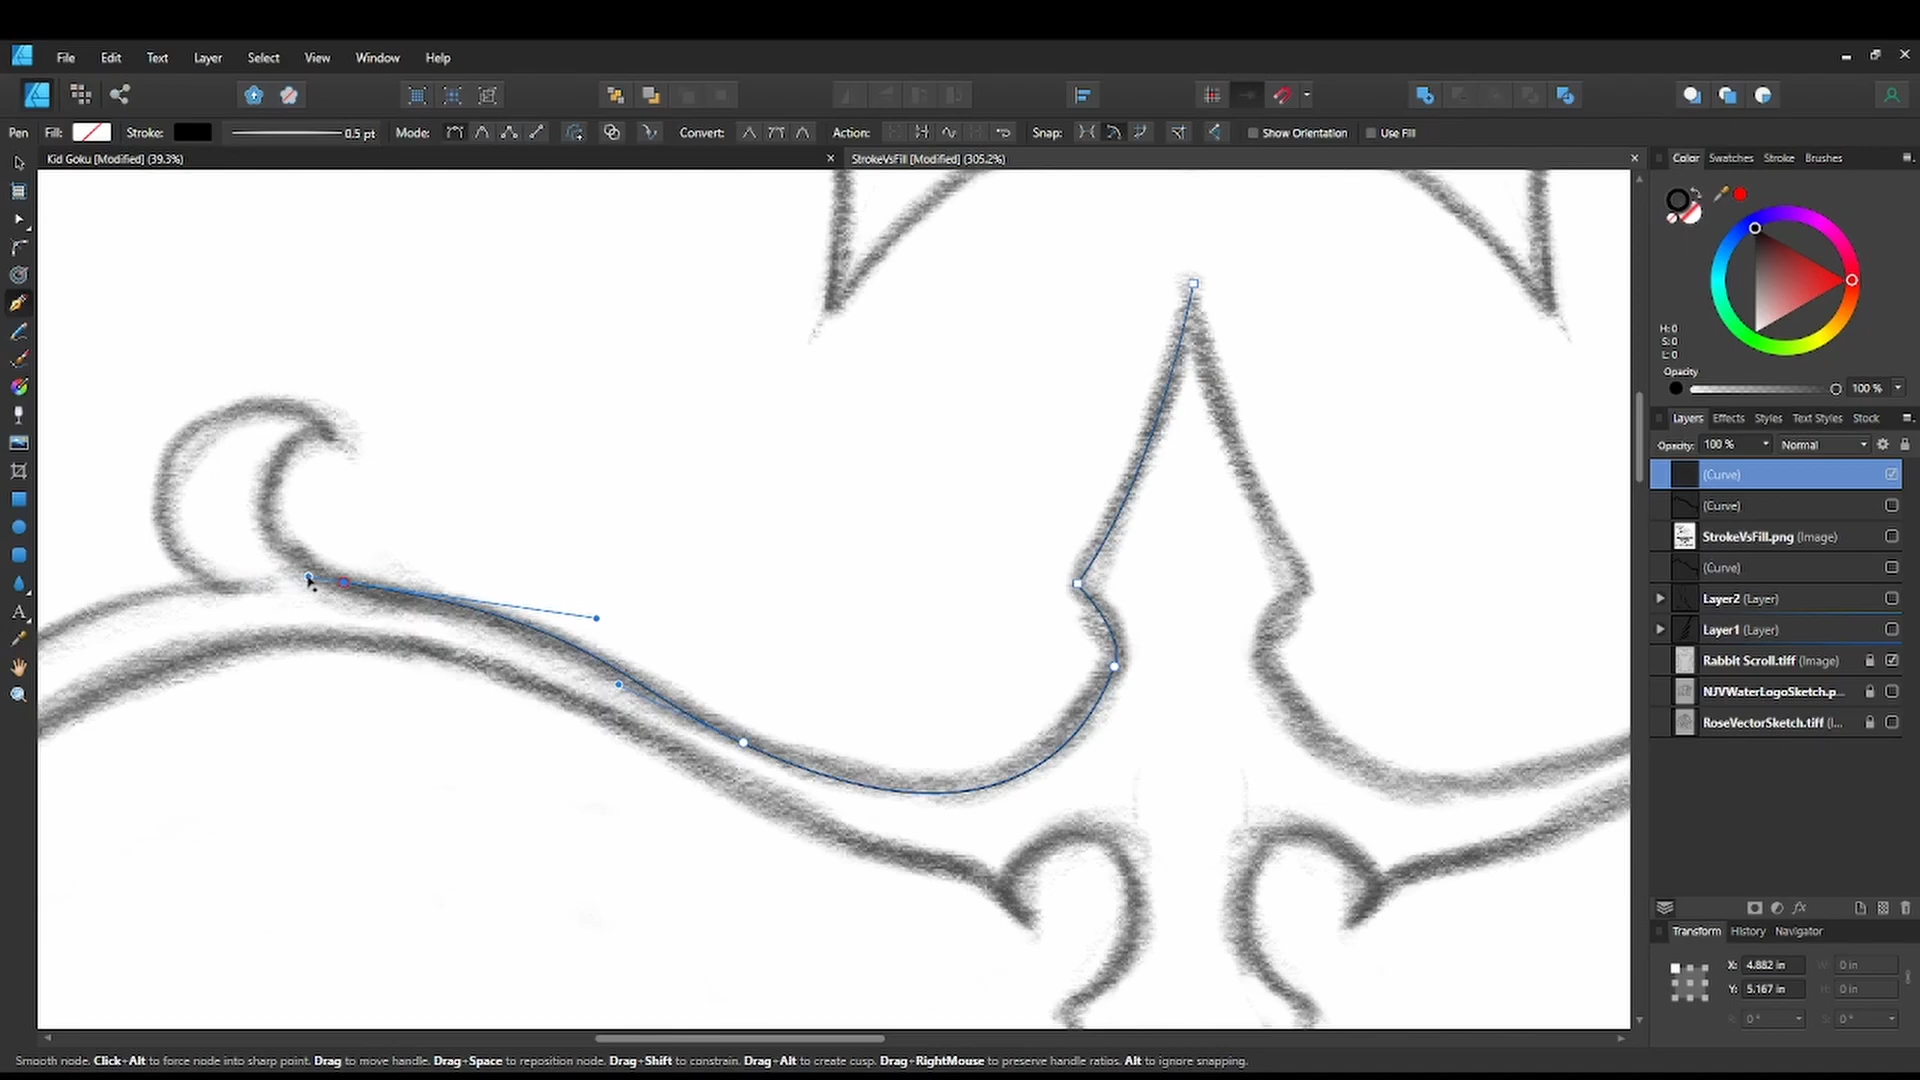 File Edit Text Layer Select View Window Help
Pen Fill: Stroke: 0.5 pt Mode: Convert: Action: Snap: Show Orientation Use Fill
Kid Goku [Modified] (39.3%) StrokeVsFill [Modified] (305.2%)
Color Swatches Stroke Brushes
H:0
S:0
L:0
Opacity
100 %
Layers Effects Styles Text Styles Stock
Opacity: 100 % Normal
(Curve)
(Curve)
StrokeVsFill.png (Image)
(Curve)
Layer2 (Layer)
Layer1 (Layer)
Rabbit Scroll.tiff (Image)
NJVWaterLogoSketch.p...
RoseVectorSketch.tiff (I...
Transform History Navigator
X: 4.882 in W: 0 in
Y: 5.167 in H: 0 in
R: 0 ° S: 0 °
Smooth node. Click+Alt to force node into sharp point. Drag to move handle. Drag+Space to reposition node. Drag+Shift to constrain. Drag+Alt to create cusp. Drag+RightMouse to preserve handle ratios. Alt to ignore snapping.